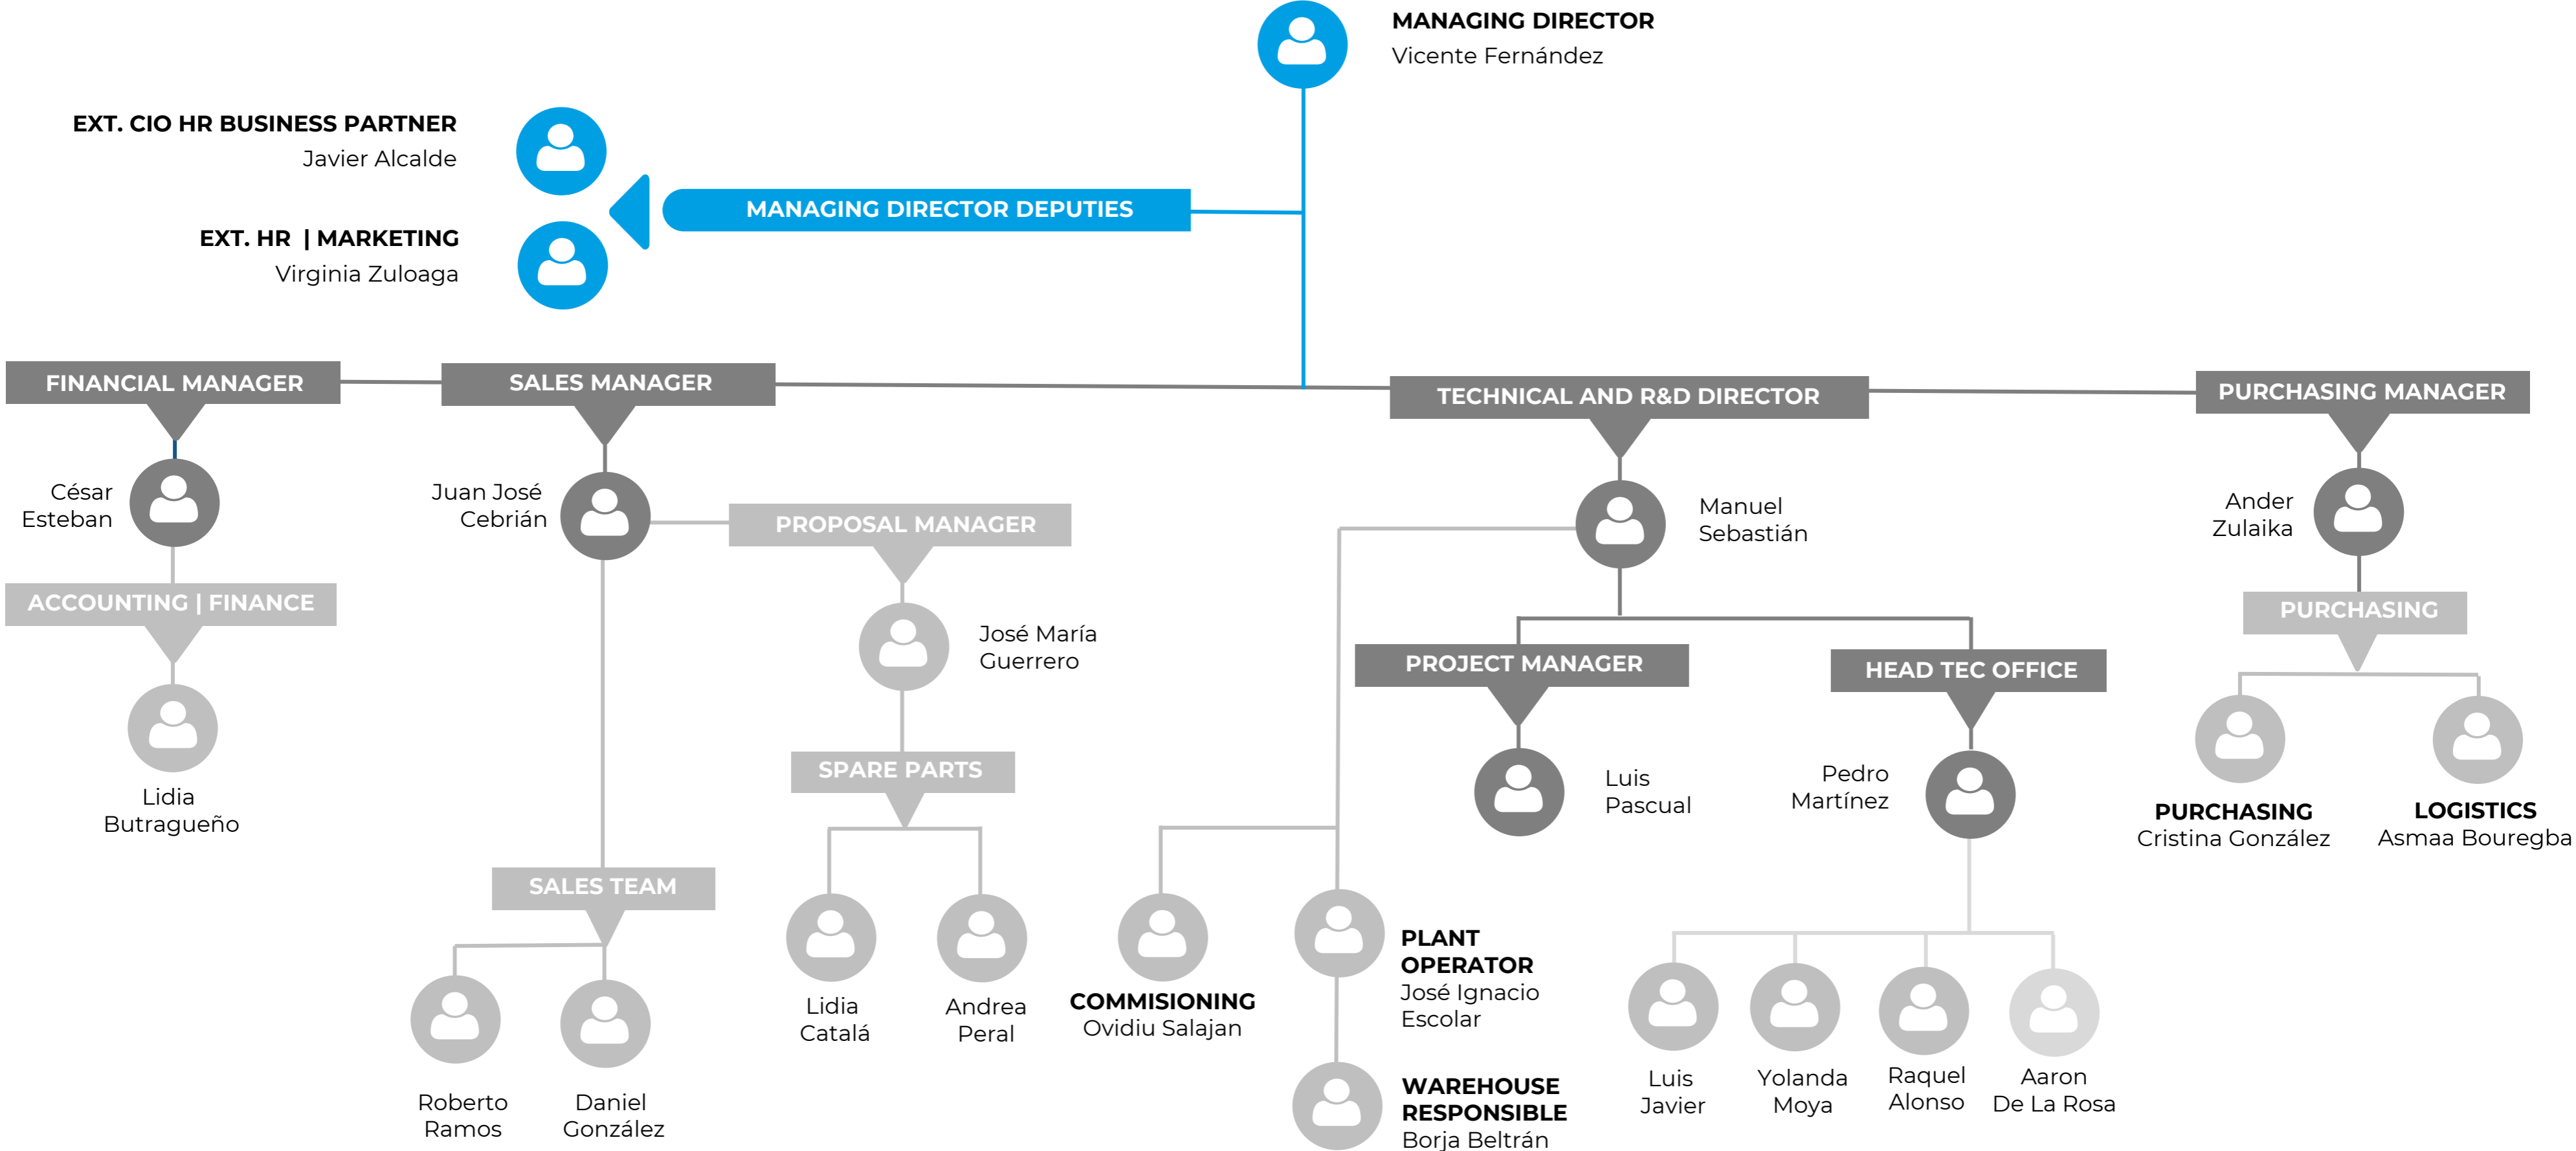 MANAGING DIRECTOR
Vicente Fernández
EXT. CIO HR BUSINESS PARTNER
Javier Alcalde
MANAGING DIRECTOR DEPUTIES
EXT. HR | MARKETING
Virginia Zuloaga
FINANCIAL MANAGER
SALES MANAGER
TECHNICAL AND R&D DIRECTOR
PURCHASING MANAGER
César
Esteban
Juan José
Cebrián
PROPOSAL MANAGER
Manuel
Sebastián
Ander
Zulaika
ACCOUNTING | FINANCE
José María
Guerrero
PURCHASING
PROJECT MANAGER
HEAD TEC OFFICE
Lidia
Butragueño
SPARE PARTS
Luis
Pascual
Pedro
Martínez
PURCHASING
Cristina González
LOGISTICS
Asmaa Bouregba
SALES TEAM
Lidia
Catalá
Andrea
Peral
COMMISIONING
Ovidiu Salajan
PLANT
OPERATOR
José Ignacio
Escolar
Roberto
Ramos
Daniel
González
WAREHOUSE
RESPONSIBLE
Borja Beltrán
Luis
Javier
Yolanda
Moya
Raquel
Alonso
Aaron
De La Rosa